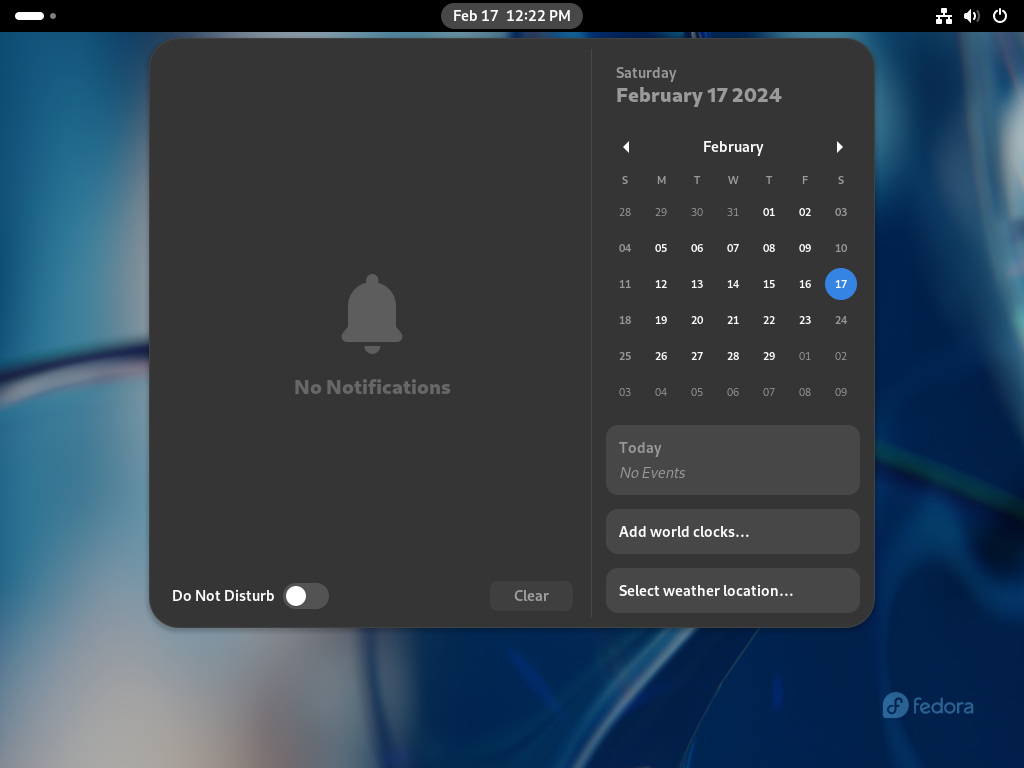 Feb 17 12:22 PM
No Notifications
Do Not Disturb
Clear
Saturday
February 17 2024
February
S M T W T F S
28 29 30 31 01 02 03
04 05 06 07 08 09 10
11 12 13 14 15 16 17
18 19 20 21 22 23 24
25 26 27 28 29 01 02
03 04 05 06 07 08 09
Today
No Events
Add world clocks…
Select weather location…
fedora